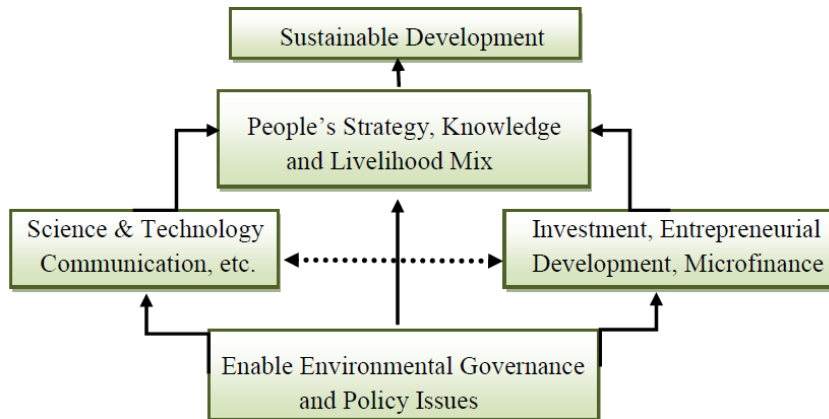 Sustainable Development
People's Strategy, Knowledge
and Livelihood Mix
Science & Technology
Communication, etc.
Investment, Entrepreneurial
Development, Microfinance
Enable Environmental Governance
and Policy Issues